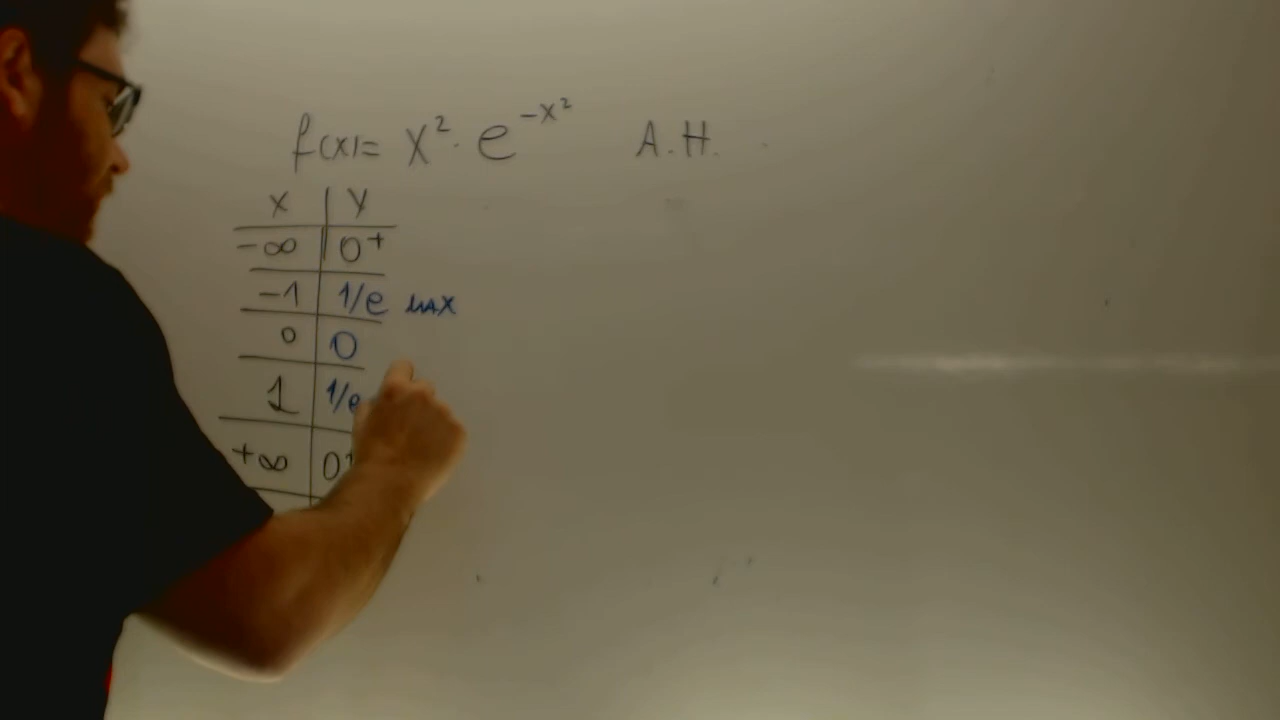 f(x)= x²·e^-x² A.H.
x | y
-∞ | 0⁺
-1 | 1/e MAX
0 | 0
1 | 1/e
+∞ | 0⁺